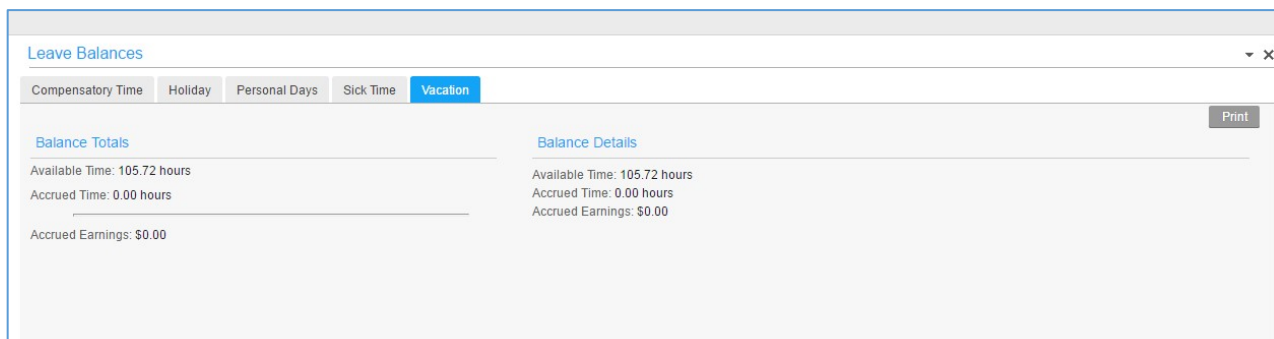 Leave Balances
Compensatory Time Holiday Personal Days Sick Time Vacation
Print
Balance Totals
Available Time: 105.72 hours
Accrued Time: 0.00 hours
Accrued Earnings: $0.00
Balance Details
Available Time: 105.72 hours
Accrued Time: 0.00 hours
Accrued Earnings: $0.00